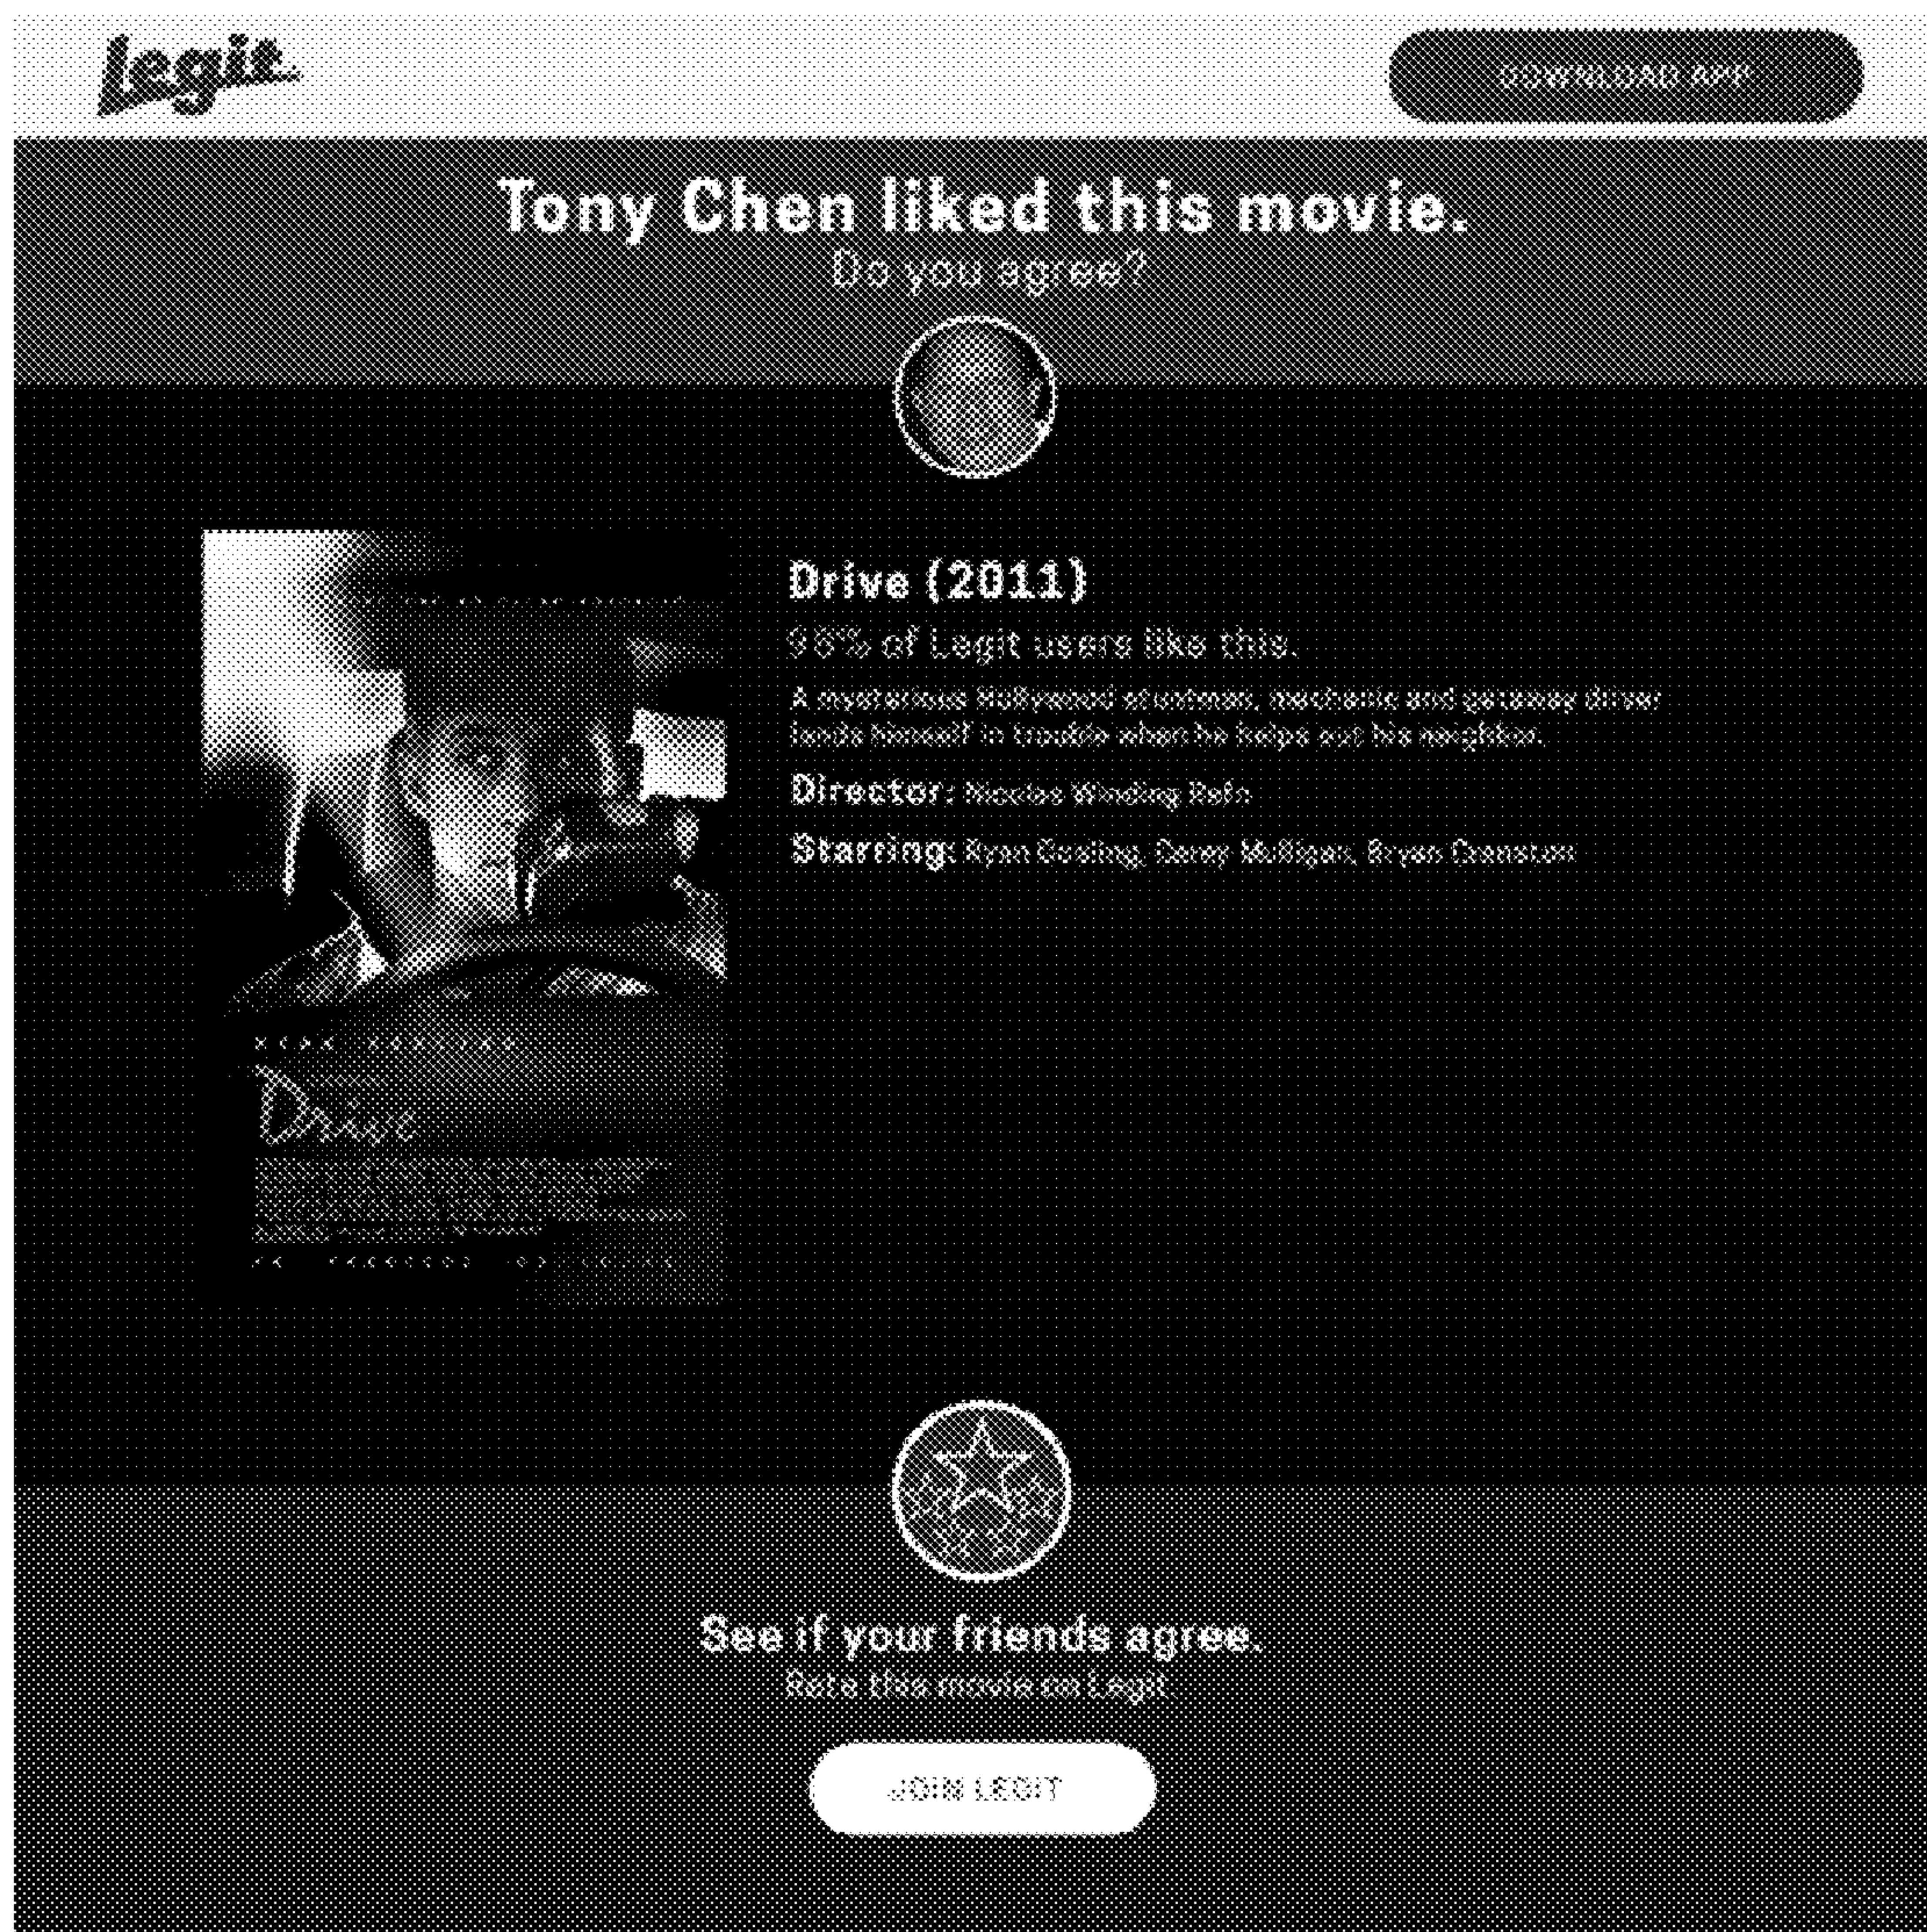 Legit.
DOWNLOAD APP
Tony Chen liked this movie.
Do you agree?
Drive (2011)
98% of Legit users like this.
A mysterious Hollywood stuntman, mechanic and getaway driver
lands himself in trouble when he helps out his neighbor.
Director: Nicolas Winding Refn
Starring: Ryan Gosling, Carey Mulligan, Bryan Cranston
Drive
See if your friends agree.
Rate this movie on Legit.
JOIN LEGIT